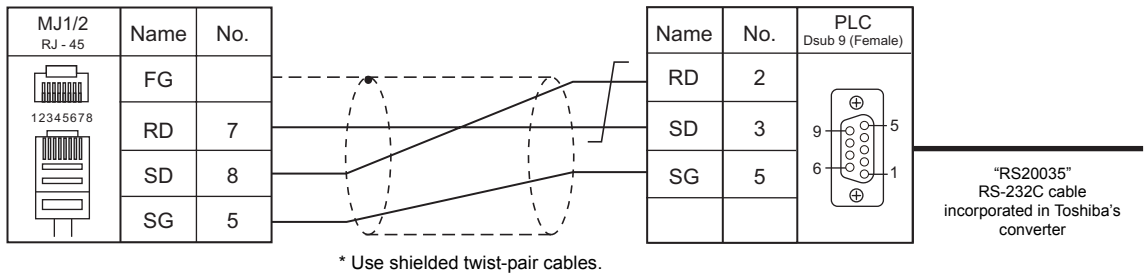 MJ1/2
RJ - 45
Name
No.
12345678
FG
RD
7
SD
8
SG
5
Name
No.
PLC
Dsub 9 (Female)
RD
2
SD
3
SG
5
9
5
6
1
"RS20035"
RS-232C cable
incorporated in Toshiba's
converter
* Use shielded twist-pair cables.